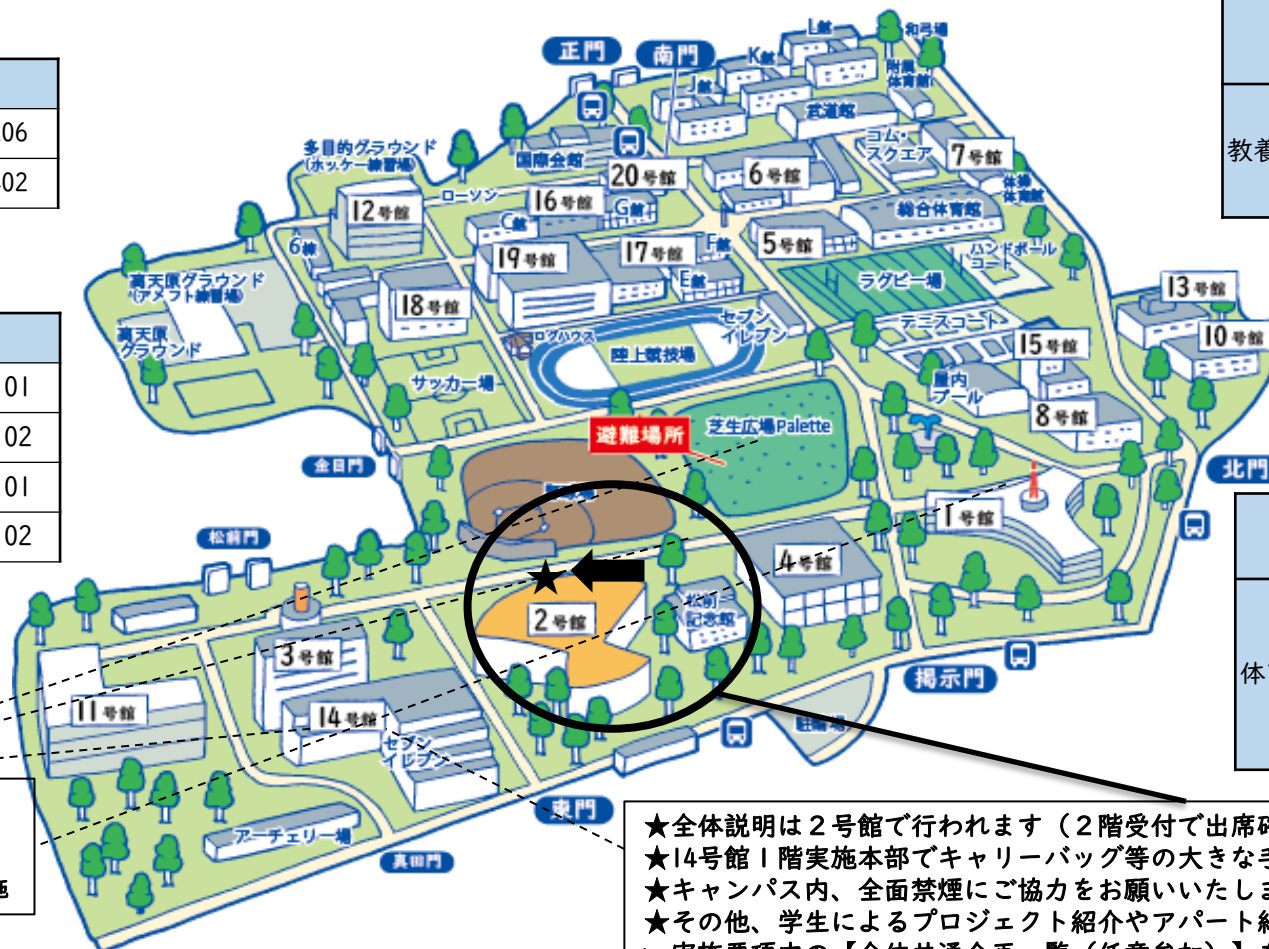 L館
和弓場
正門
南門
K館
附属
体育館
J館
武道館
06
02
コム・
スクエア
7号館
多目的グラウンド
(ホッケー練習場)
国際会館
20号館
6号館
体操
体育館
教養
ローソン
16号館
12号館
G館
C館
総合体育館
6棟
19号館
17号館
F館
5号館
ハンドボール
コート
高天原グラウンド
(アメフト練習場)
E館
ラグビー場
13号館
18号館
セブン
イレブン
テニスコート
高天原
グラウンド
ログハウス
陸上競技場
15号館
10号館
01
02
01
02
サッカー場
屋内
プール
8号館
避難場所
芝生広場Palette
金目門
北門
1号館
松前門
4号館
★
2号館
松前
記念館
3号館
掲示門
体
11号館
14号館
セブン
イレブン
駐輪場
東門
アーチェリー場
真田門
★全体説明は2号館で行われます(2階受付で出席
★14号館1階実施本部でキャリーバッグ等の大きな
★キャンパス内、全面禁煙にご協力をお願いいたし
★その他、学生によるプロジェクト紹介やアパート